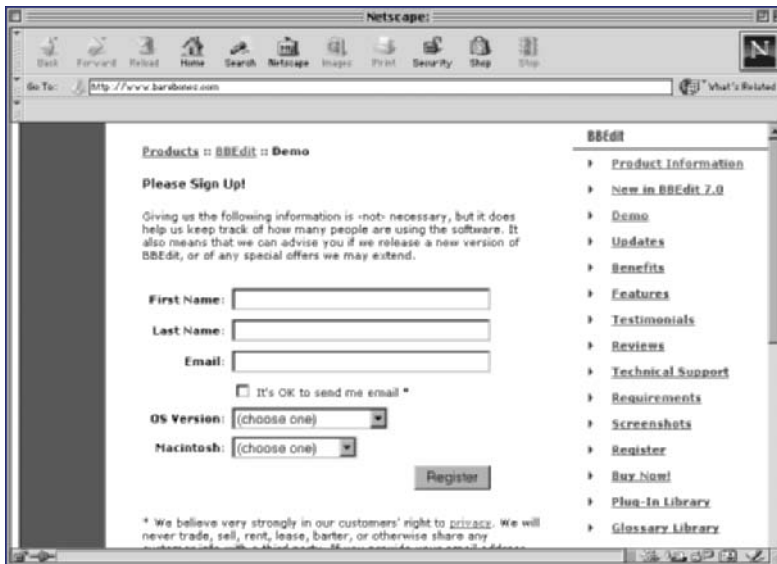 Netscape:
Back Forward Reload Home Search Netscape Images Print Security Shop Stop
N
Go To: http://www.barebones.com What's Related
Products :: BBEdit :: Demo
Please Sign Up!
Giving us the following information is -not- necessary, but it does
help us keep track of how many people are using the software. It
also means that we can advise you if we release a new version of
BBEdit, or of any special offers we may extend.
First Name:
Last Name:
Email:
It's OK to send me email *
OS Version: (choose one)
Macintosh: (choose one)
Register
* We believe very strongly in our customers' right to privacy. We will
never trade, sell, rent, lease, barter, or otherwise share any
BBEdit
Product Information
New in BBEdit 7.0
Demo
Updates
Benefits
Features
Testimonials
Reviews
Technical Support
Requirements
Screenshots
Register
Buy Now!
Plug-In Library
Glossary Library